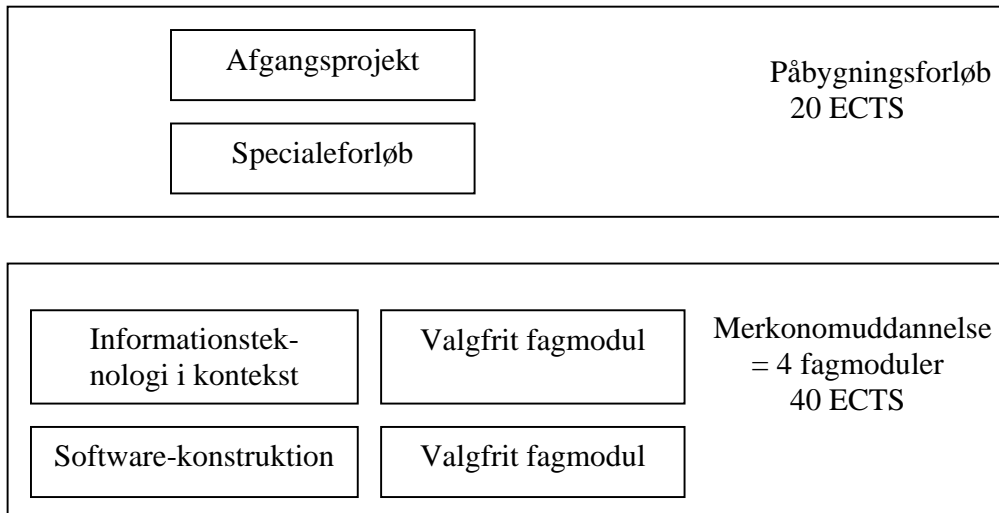 Afgangsprojekt
Specialeforløb
Påbygningsforløb
20 ECTS
Informationstek-
nologi i kontekst
Valgfrit fagmodul
Software-konstruktion
Valgfrit fagmodul
Merkonomuddannelse
= 4 fagmoduler
40 ECTS